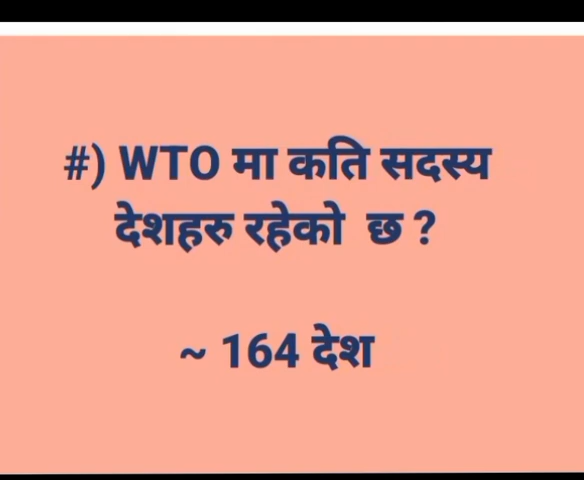 #) WTO मा कति सदस्य
देशहरु रहेको छ ?
~ 164 देश